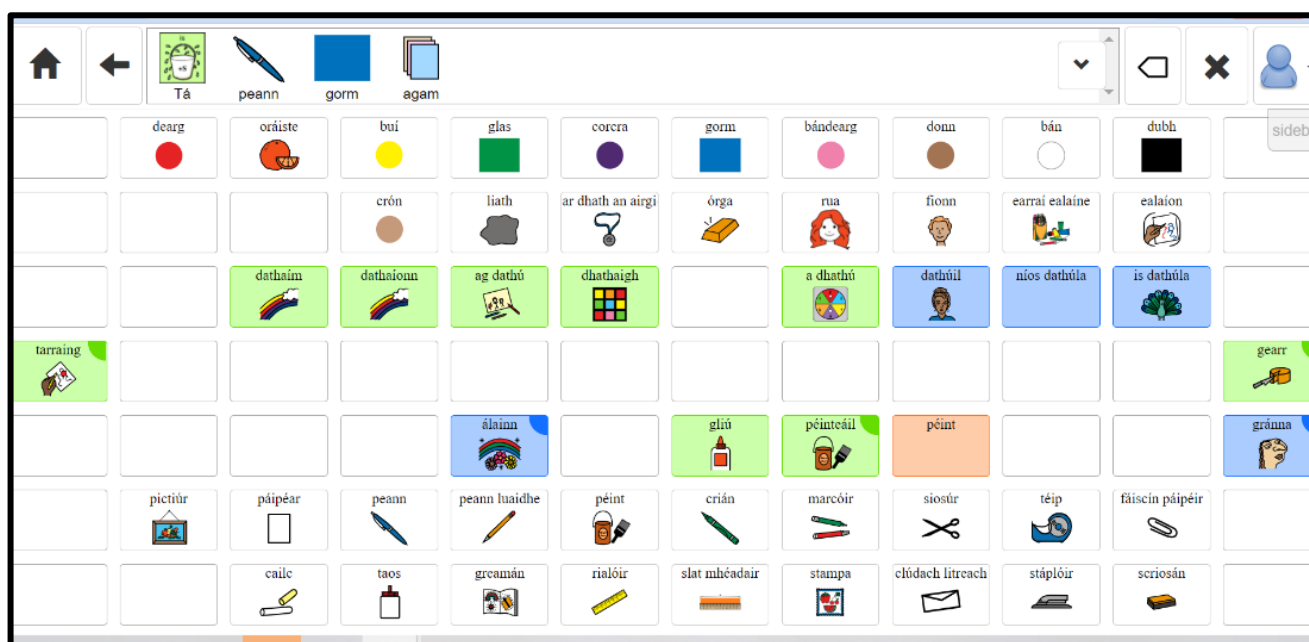 Tá peann gorm agam
sideb
dearg oráiste buí glas corcra gorm bándearg donn bán dubh
crón liath ar dhath an airgi órga rua fionn earraí ealaíne ealaíon
dathaím dathaíonn ag dathú dhathaigh a dhathú dathúil níos dathúla is dathúla
tarraing gearr
álainn gliú péinteáil péint gránna
pictiúr páipéar peann peann luaidhe péint crián marcóir siosúr téip fáiscín páipéir
cailc taos greamán rialóir slat mhéadair stampa clúdach litreach stáplóir scriosán